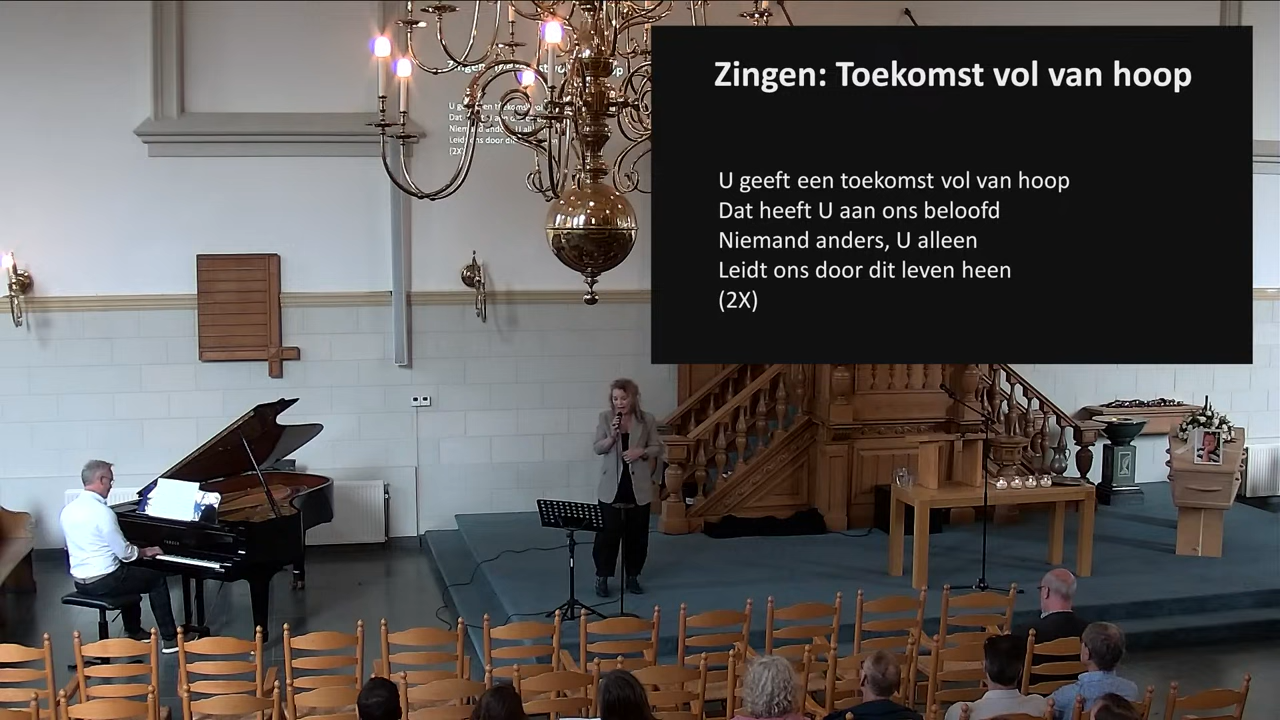 Zingen: Toekomst vol van hoop
U geeft een toekomst vol van hoop
Dat heeft U aan ons beloofd
Niemand anders, U alleen
Leidt ons door dit leven heen
(2X)